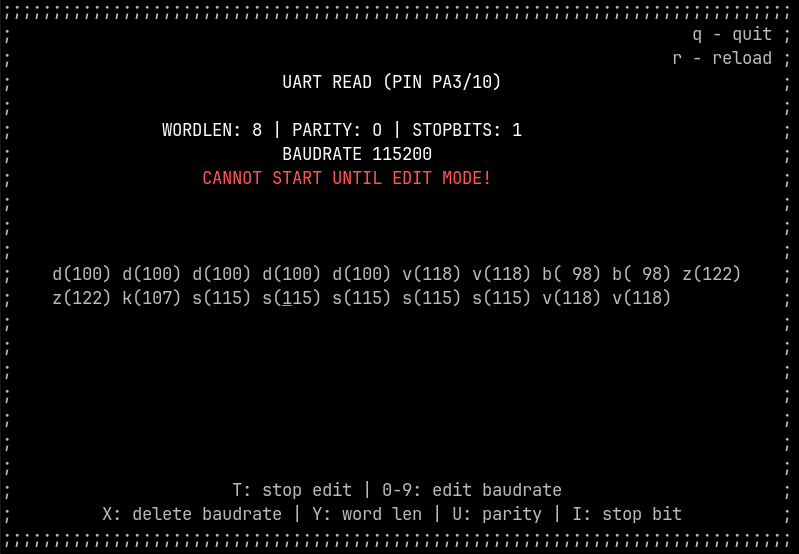 ;;;;;;;;;;;;;;;;;;;;;;;;;;;;;;;;;;;;;;;;;;;;;;;;;;;;;;;;;;;;;;;;;;;;;;;;;;;;;;;
; q - quit ;
; r - reload ;
; UART READ (PIN PA3/10) ;
; ;
; WORDLEN: 8 | PARITY: O | STOPBITS: 1 ;
; BAUDRATE 115200 ;
; CANNOT START UNTIL EDIT MODE! ;
; ;
; ;
; ;
; d(100) d(100) d(100) d(100) d(100) v(118) v(118) b( 98) b( 98) z(122) ;
; z(122) k(107) s(115) s(115) s(115) s(115) s(115) v(118) v(118) ;
; ;
; ;
; ;
; ;
; ;
; ;
; ;
; T: stop edit | 0-9: edit baudrate ;
; X: delete baudrate | Y: word len | U: parity | I: stop bit ;
;;;;;;;;;;;;;;;;;;;;;;;;;;;;;;;;;;;;;;;;;;;;;;;;;;;;;;;;;;;;;;;;;;;;;;;;;;;;;;;